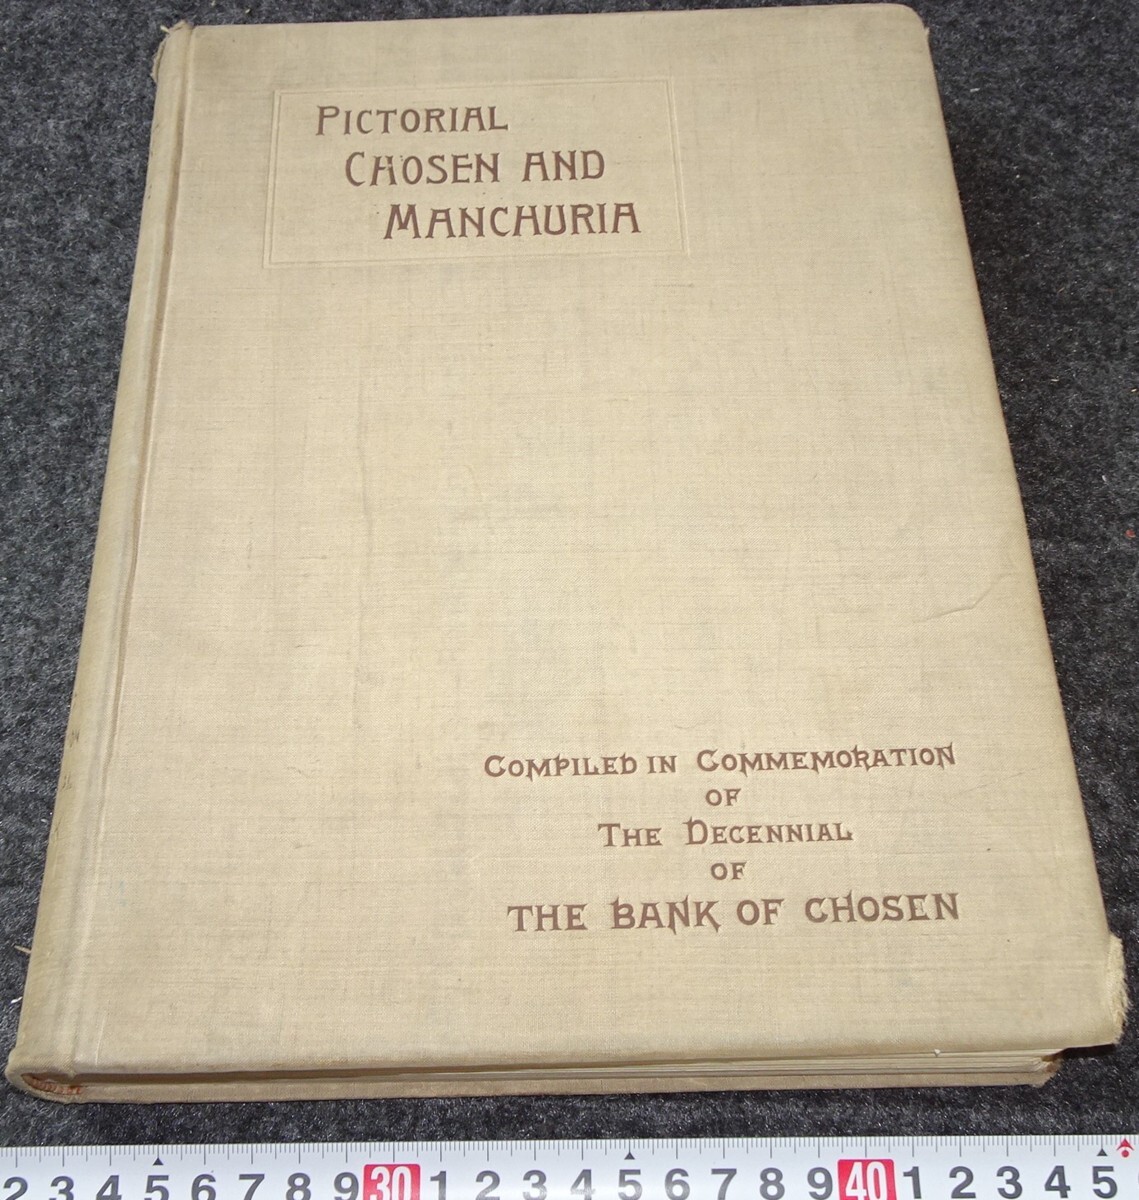 PICTORIAL
CHOSEN AND
MANCHURIA
COMPILED IN COMMEMORATION
OF
THE DECENNIAL
OF
THE BANK OF CHOSEN
2 3 4 5 6 7 8 9 30 1 2 3 4 5 6 7 8 9 40 1 2 3 4 5